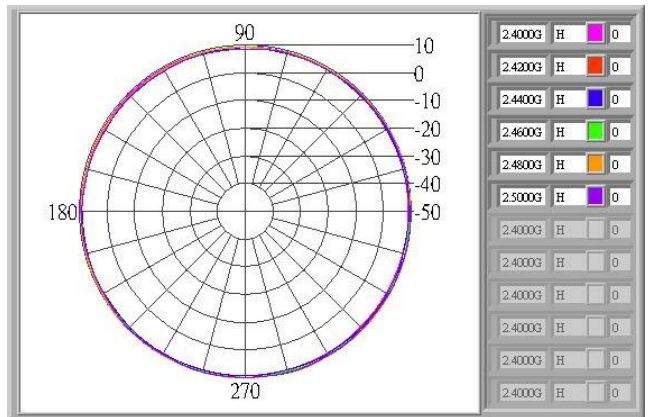 90
10
0
-10
-20
-30
-40
180
-50
270
2.4000G H 0
2.4200G H 0
2.4400G H 0
2.4600G H 0
2.4800G H 0
2.5000G H 0
2.4000G H 0
2.4000G H 0
2.4000G H 0
2.4000G H 0
2.4000G H 0
2.4000G H 0